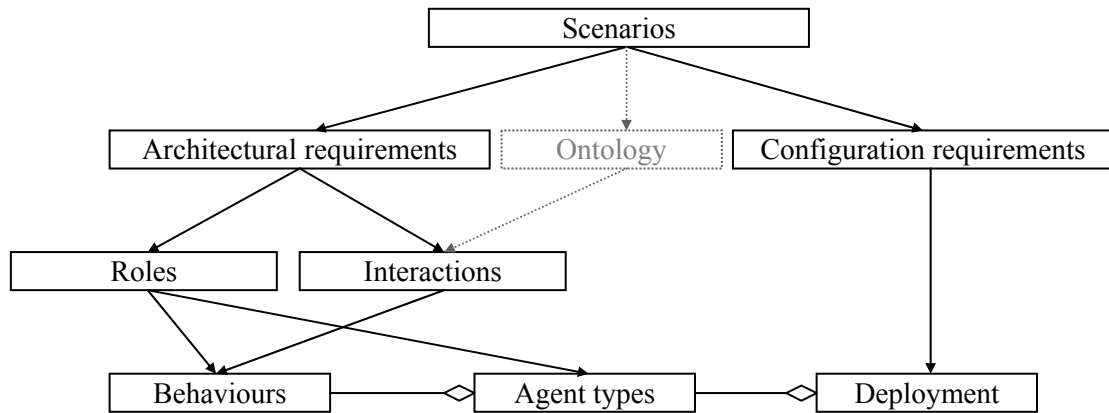 Scenarios
Architectural requirements
Ontology
Configuration requirements
Roles
Interactions
Behaviours
Agent types
Deployment